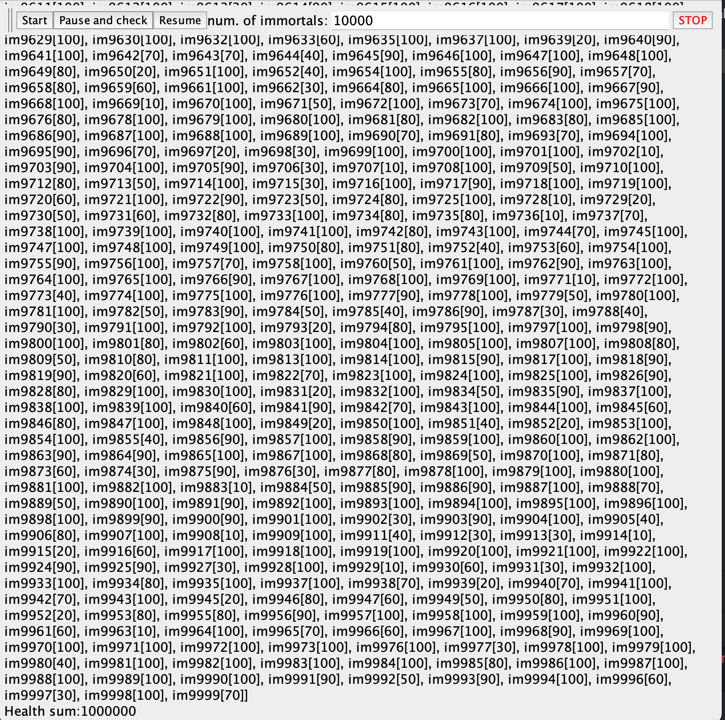 Start Pause and check Resume num. of immortals: 10000 STOP
im9629[100], im9630[100], im9632[100], im9633[60], im9635[100], im9637[100], im9639[20], im9640[90],
im9641[100], im9642[70], im9643[70], im9644[40], im9645[90], im9646[100], im9647[100], im9648[100],
im9649[80], im9650[20], im9651[100], im9652[40], im9654[100], im9655[80], im9656[90], im9657[70],
im9658[80], im9659[60], im9661[100], im9662[30], im9664[80], im9665[100], im9666[100], im9667[90],
im9668[100], im9669[10], im9670[100], im9671[50], im9672[100], im9673[70], im9674[100], im9675[100],
im9676[80], im9678[100], im9679[100], im9680[100], im9681[80], im9682[100], im9683[80], im9685[100],
im9686[90], im9687[100], im9688[100], im9689[100], im9690[70], im9691[80], im9693[70], im9694[100],
im9695[90], im9696[70], im9697[20], im9698[30], im9699[100], im9700[100], im9701[100], im9702[10],
im9703[90], im9704[100], im9705[90], im9706[30], im9707[10], im9708[100], im9709[50], im9710[100],
im9712[80], im9713[50], im9714[100], im9715[30], im9716[100], im9717[90], im9718[100], im9719[100],
im9720[60], im9721[100], im9722[90], im9723[50], im9724[80], im9725[100], im9728[10], im9729[20],
im9730[50], im9731[60], im9732[80], im9733[100], im9734[80], im9735[80], im9736[10], im9737[70],
im9738[100], im9739[100], im9740[100], im9741[100], im9742[80], im9743[100], im9744[70], im9745[100],
im9747[100], im9748[100], im9749[100], im9750[80], im9751[80], im9752[40], im9753[60], im9754[100],
im9755[90], im9756[100], im9757[70], im9758[100], im9760[50], im9761[100], im9762[90], im9763[100],
im9764[100], im9765[100], im9766[90], im9767[100], im9768[100], im9769[100], im9771[10], im9772[100],
im9773[40], im9774[100], im9775[100], im9776[100], im9777[90], im9778[100], im9779[50], im9780[100],
im9781[100], im9782[50], im9783[90], im9784[50], im9785[40], im9786[90], im9787[30], im9788[40],
im9790[30], im9791[100], im9792[100], im9793[20], im9794[80], im9795[100], im9797[100], im9798[90],
im9800[100], im9801[80], im9802[60], im9803[100], im9804[100], im9805[100], im9807[100], im9808[80],
im9809[50], im9810[80], im9811[100], im9813[100], im9814[100], im9815[90], im9817[100], im9818[90],
im9819[90], im9820[60], im9821[100], im9822[70], im9823[100], im9824[100], im9825[100], im9826[90],
im9828[80], im9829[100], im9830[100], im9831[20], im9832[100], im9834[50], im9835[90], im9837[100],
im9838[100], im9839[100], im9840[60], im9841[90], im9842[70], im9843[100], im9844[100], im9845[60],
im9846[80], im9847[100], im9848[100], im9849[20], im9850[100], im9851[40], im9852[20], im9853[100],
im9854[100], im9855[40], im9856[90], im9857[100], im9858[90], im9859[100], im9860[100], im9862[100],
im9863[90], im9864[90], im9865[100], im9867[100], im9868[80], im9869[50], im9870[100], im9871[80],
im9873[60], im9874[30], im9875[90], im9876[30], im9877[80], im9878[100], im9879[100], im9880[100],
im9881[100], im9882[100], im9883[10], im9884[50], im9885[90], im9886[90], im9887[100], im9888[70],
im9889[50], im9890[100], im9891[90], im9892[100], im9893[100], im9894[100], im9895[100], im9896[100],
im9898[100], im9899[90], im9900[90], im9901[100], im9902[30], im9903[90], im9904[100], im9905[40],
im9906[80], im9907[100], im9908[10], im9909[100], im9911[40], im9912[30], im9913[30], im9914[10],
im9915[20], im9916[60], im9917[100], im9918[100], im9919[100], im9920[100], im9921[100], im9922[100],
im9924[90], im9925[90], im9927[30], im9928[100], im9929[10], im9930[60], im9931[30], im9932[100],
im9933[100], im9934[80], im9935[100], im9937[100], im9938[70], im9939[20], im9940[70], im9941[100],
im9942[70], im9943[100], im9945[20], im9946[80], im9947[60], im9949[50], im9950[80], im9951[100],
im9952[20], im9953[80], im9955[80], im9956[90], im9957[100], im9958[100], im9959[100], im9960[90],
im9961[60], im9963[10], im9964[100], im9965[70], im9966[60], im9967[100], im9968[90], im9969[100],
im9970[100], im9971[100], im9972[100], im9973[100], im9976[100], im9977[30], im9978[100], im9979[100],
im9980[40], im9981[100], im9982[100], im9983[100], im9984[100], im9985[80], im9986[100], im9987[100],
im9988[100], im9989[100], im9990[100], im9991[90], im9992[50], im9993[90], im9994[100], im9996[60],
im9997[30], im9998[100], im9999[70]]
Health sum:1000000